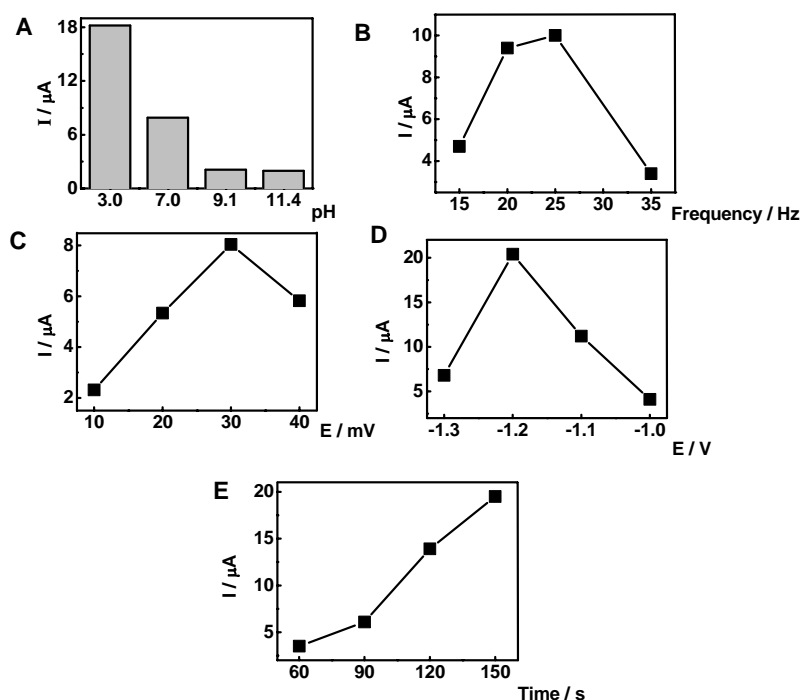 A
I / μA
18
12
6
0
3.0 7.0 9.1 11.4
pH
B
I / μA
10
8
6
4
15 20 25 30 35
Frequency / Hz
C
I / μA
8
6
4
2
10 20 30 40
E / mV
D
I / μA
20
15
10
5
-1.3 -1.2 -1.1 -1.0
E / V
E
I / μA
20
15
10
5
60 90 120 150
Time / s